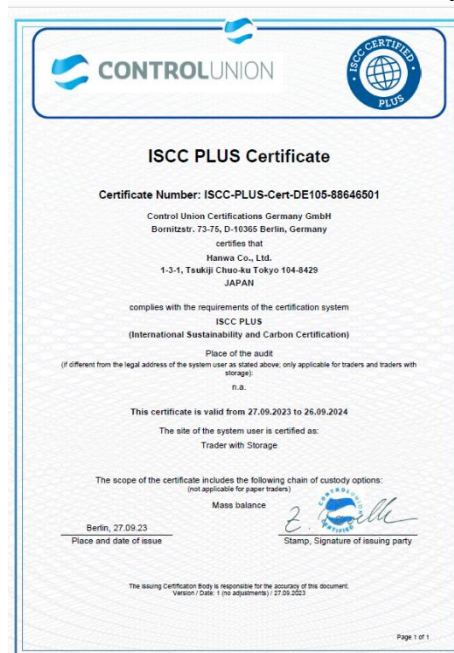 CONTROLUNION
ISCC CERTIFIED
PLUS
ISCC PLUS Certificate
Certificate Number: ISCC-PLUS-Cert-DE105-88646501
Control Union Certifications Germany GmbH
Bornitzstr. 73-75, D-10365 Berlin, Germany
certifies that
Hanwa Co., Ltd.
1-3-1, Tsukiji Chuo-ku Tokyo 104-8429
JAPAN
complies with the requirements of the certification system
ISCC PLUS
(International Sustainability and Carbon Certification)
Place of the audit
(if different from the legal address of the system user as stated above; only applicable for traders and traders with
storage):
n.a.
This certificate is valid from 27.09.2023 to 26.09.2024
The site of the system user is certified as:
Trader with Storage
The scope of the certificate includes the following chain of custody options:
(not applicable for paper traders)
Mass balance
Berlin, 27.09.23
Place and date of issue
Stamp, Signature of issuing party
The issuing Certification Body is responsible for the accuracy of this document.
Version / Date: 1 (no adjustments) / 27.09.2023
Page 1 of 1